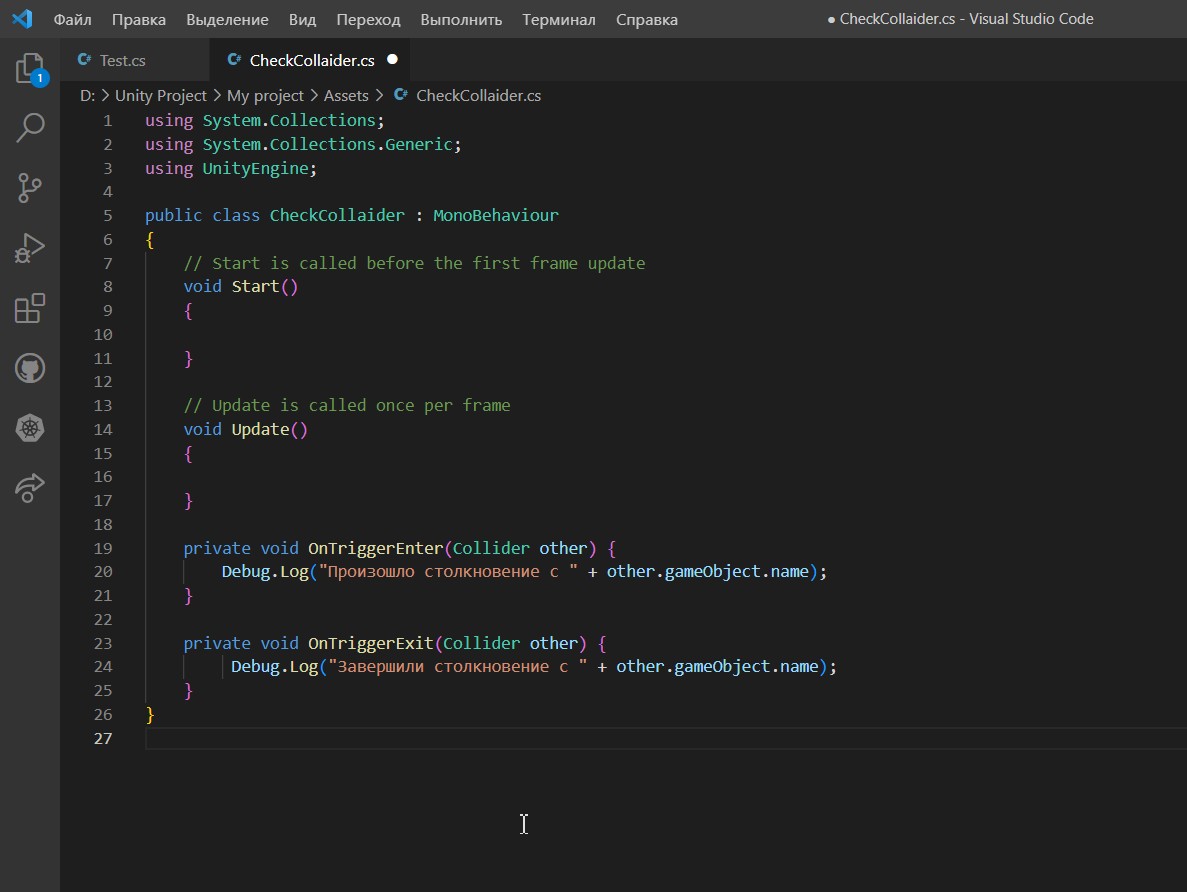 Файл Правка Выделение Вид Переход Выполнить Терминал Справка ● CheckCollaider.cs - Visual Studio Code
C# Test.cs C# CheckCollaider.cs ●
1
D: > Unity Project > My project > Assets > C# CheckCollaider.cs
1 using System.Collections;
2 using System.Collections.Generic;
3 using UnityEngine;
4
5 public class CheckCollaider : MonoBehaviour
6 {
7 // Start is called before the first frame update
8 void Start()
9 {
10
11 }
12
13 // Update is called once per frame
14 void Update()
15 {
16
17 }
18
19 private void OnTriggerEnter(Collider other) {
20 Debug.Log("Произошло столкновение с " + other.gameObject.name);
21 }
22
23 private void OnTriggerExit(Collider other) {
24 Debug.Log("Завершили столкновение с " + other.gameObject.name);
25 }
26 }
27